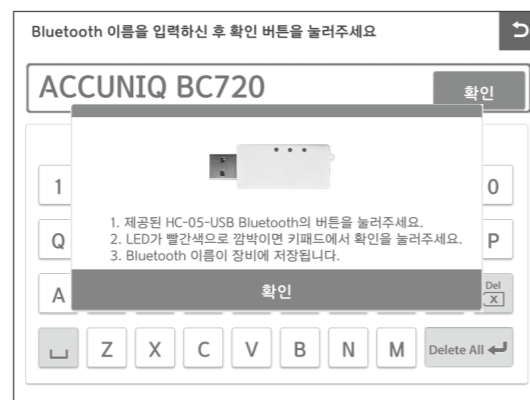 Bluetooth 이름을 입력하신 후 확인 버튼을 눌러주세요
ACCUNIQ BC720
확인
1. 제공된 HC-05-USB Bluetooth의 버튼을 눌러주세요.
2. LED가 빨간색으로 깜박이면 키패드에서 확인을 눌러주세요.
3. Bluetooth 이름이 장비에 저장됩니다.
확인
1 0
Q P
A Del X
Z X C V B N M Delete All